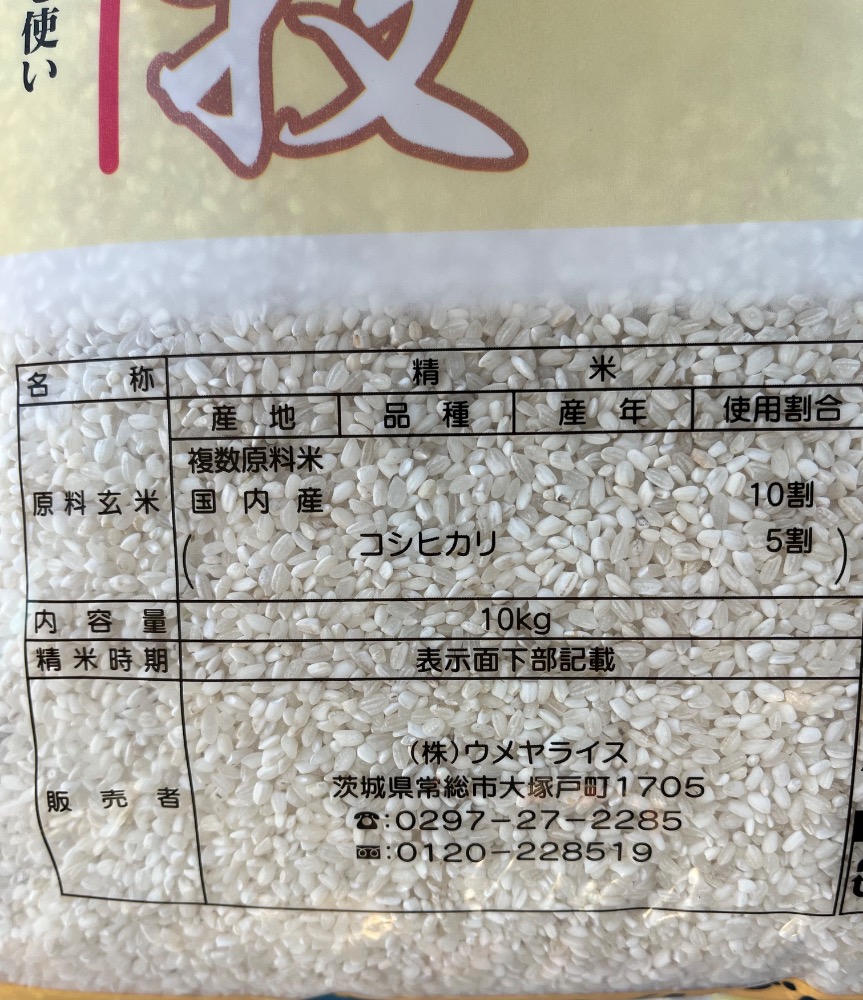 使い
技
名称 精米
産地 品種 産年 使用割合
原料玄米
複数原料米
国内産 10割
( コシヒカリ 5割 )
内容量 10kg
精米時期 表示面下部記載
販売者
(株)ウメヤライス
茨城県常総市大塚戸町1705
☎:0297-27-2285
:0120-228519